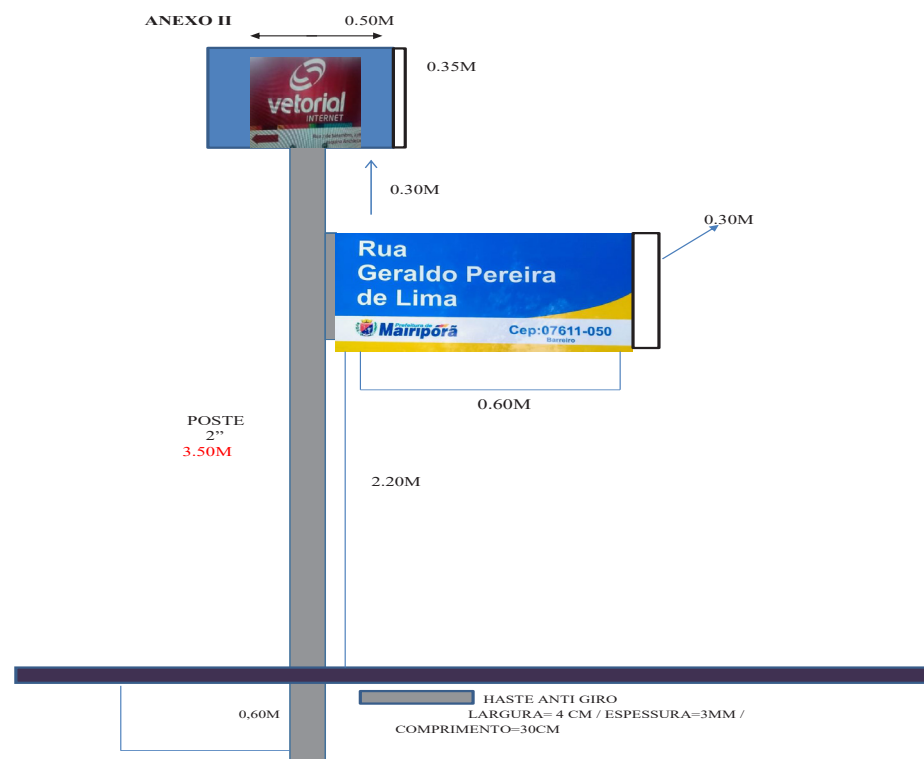 ANEXO II
0.50M
0.35M
vetorial
INTERNET
0.30M
0.30M
Rua
Geraldo Pereira
de Lima
Prefeitura de
Mairiporã
Cep:07611-050
Barreiro
0.60M
POSTE
2”
3.50M
2.20M
HASTE ANTI GIRO
0,60M
LARGURA= 4 CM / ESPESSURA=3MM /
COMPRIMENTO=30CM